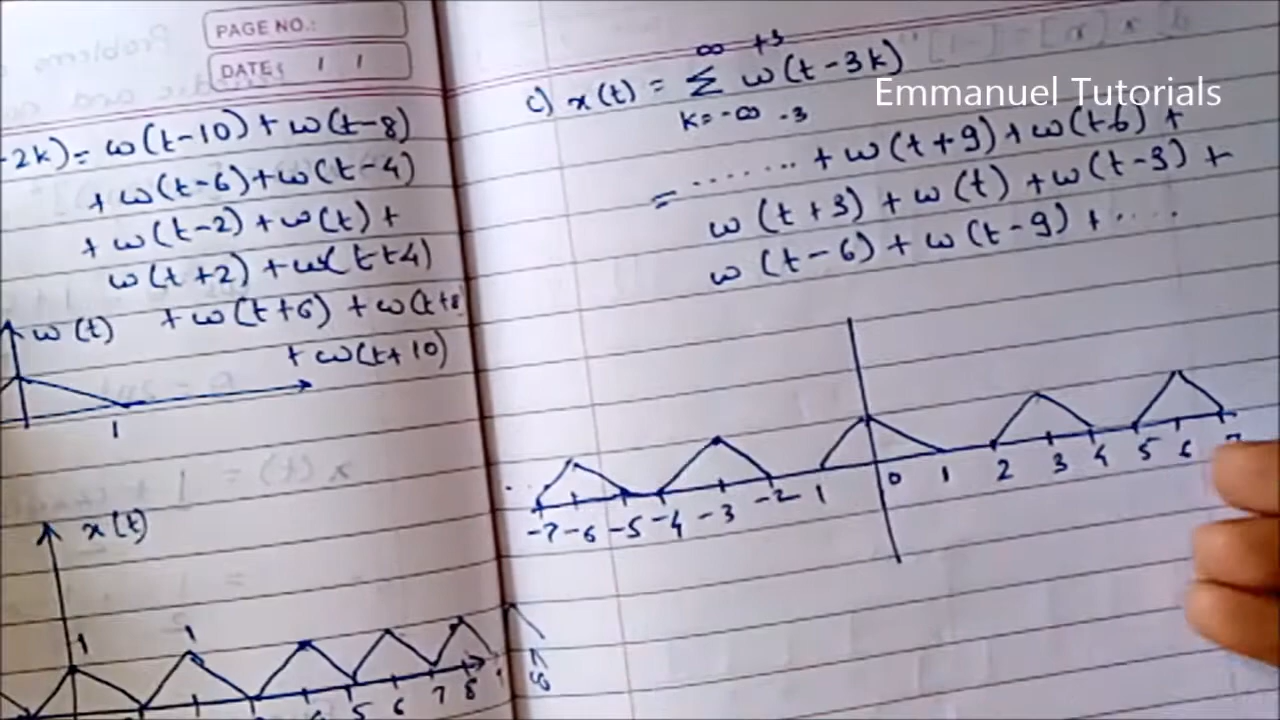 PAGE NO.:
DATE: / /
-2k) = ω(t-10) + ω(t-8)
+ ω(t-6) + ω(t-4)
+ ω(t-2) + ω(t) +
ω(t+2) + ω(t+4)
+ ω(t+6) + ω(t+8
+ ω(t+10)
ω(t)
1
x(t)
1 1
5 6 7 8
c) x(t) = ∞ Σ k=-∞ ω(t-3k) +3 -3
= ....... + ω(t+9) + ω(t+6) +
ω(t+3) + ω(t) + ω(t-3) +
ω(t-6) + ω(t-9) + ....
-7 -6 -5 -4 -3 -2 1 0 1 2 3 4 5 6
Emmanuel Tutorials